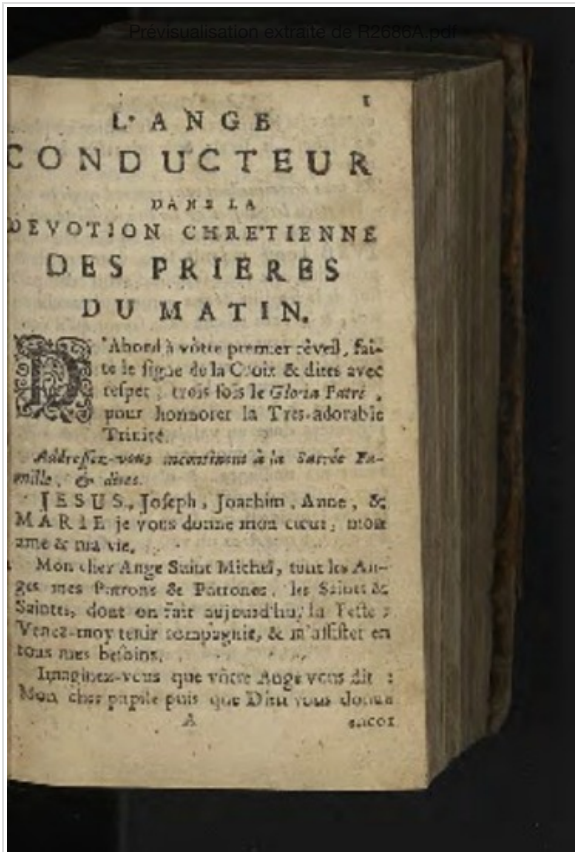 Prévisualisation extraite de R2686A.pdf
1
L'ANGE
CONDUCTEUR
DANS LA
DEVOTION CHRETIENNE
DES PRIERES
DU MATIN.
D'Abord à vôtre premier rêveil, fai-
te le signe de la Croix & dites avec
respet, trois fois le Gloria Patri,
pour honnorer la Tres-adorable
Trinité.
Addressez-vous incontinent à la Sacrée Fa-
mille, & dites.
JESUS, Joseph, Joachim, Anne, &
MARIE je vous donne mon cœur, mon
ame & ma vie.
Mon cher Ange Saint Michel, tout les An-
ges mes Patrons & Patrones, les Saints &
Saintes, dont on fait aujourd'huy la Feste :
Venez-moy tenir compagnie, & m'assister en
tous mes besoins.
Imaginez-vous que vôtre Ange vous dit :
Mon cher pupile puis que Dieu vous donne
A
encor